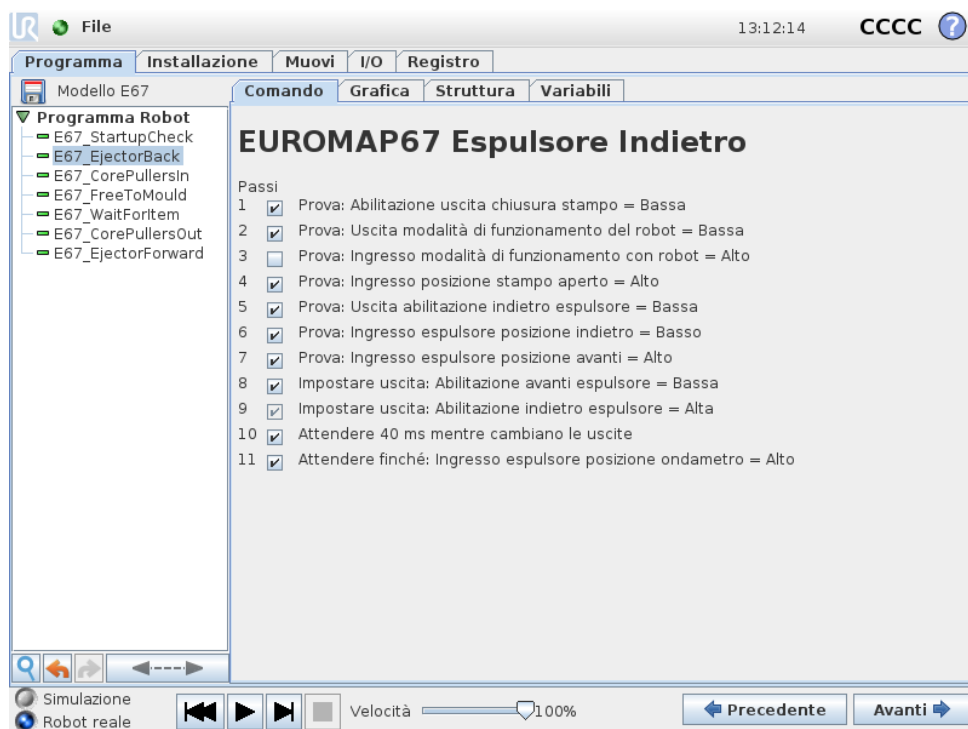 UR File 13:12:14 CCCC ?
Programma Installazione Muovi I/O Registro
Modello E67
Comando Grafica Struttura Variabili
Programma Robot
E67_StartupCheck
E67_EjectorBack
E67_CorePullersIn
E67_FreeToMould
E67_WaitForItem
E67_CorePullersOut
E67_EjectorForward
EUROMAP67 Espulsore Indietro
Passi
1 Prova: Abilitazione uscita chiusura stampo = Bassa
2 Prova: Uscita modalità di funzionamento del robot = Bassa
3 Prova: Ingresso modalità di funzionamento con robot = Alto
4 Prova: Ingresso posizione stampo aperto = Alto
5 Prova: Uscita abilitazione indietro espulsore = Bassa
6 Prova: Ingresso espulsore posizione indietro = Basso
7 Prova: Ingresso espulsore posizione avanti = Alto
8 Impostare uscita: Abilitazione avanti espulsore = Bassa
9 Impostare uscita: Abilitazione indietro espulsore = Alta
10 Attendere 40 ms mentre cambiano le uscite
11 Attendere finché: Ingresso espulsore posizione ondametro = Alto
Simulazione
Robot reale
Velocità 100%
Precedente Avanti